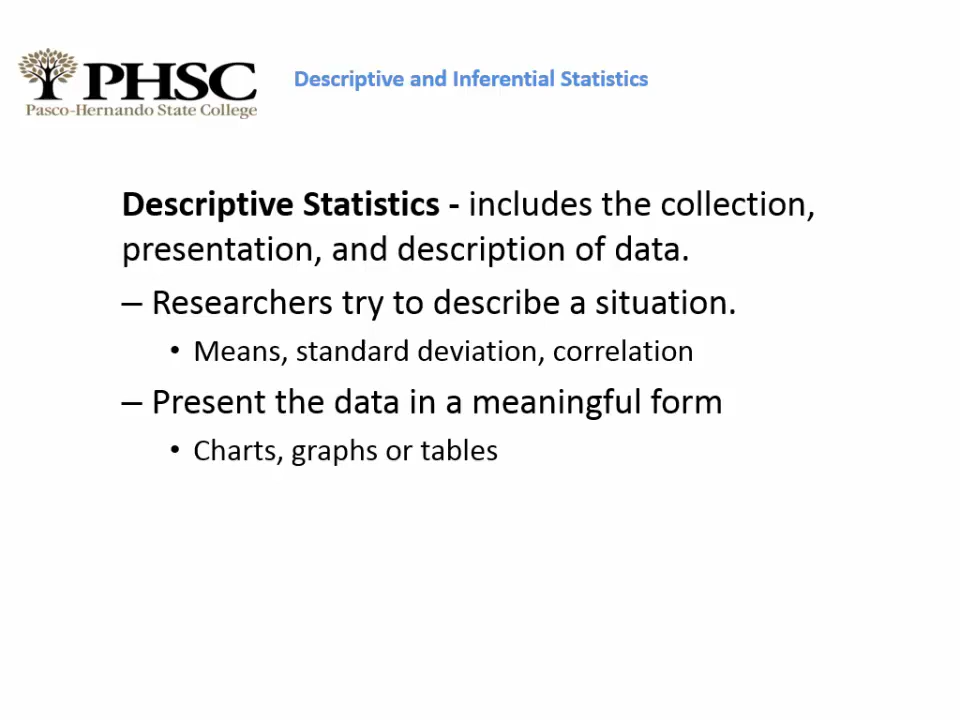 PHSC
Pasco-Hernando State College
Descriptive and Inferential Statistics
Descriptive Statistics - includes the collection,
presentation, and description of data.
– Researchers try to describe a situation.
• Means, standard deviation, correlation
– Present the data in a meaningful form
• Charts, graphs or tables